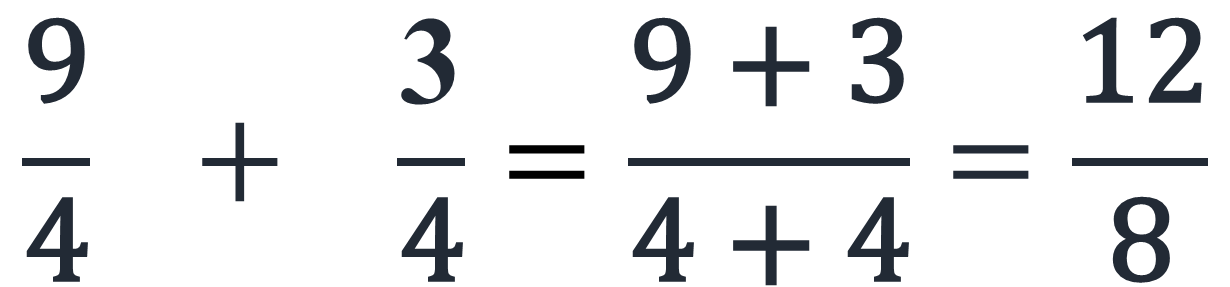 9/4 + 3/4 = (9 + 3)/(4 + 4) = 12/8